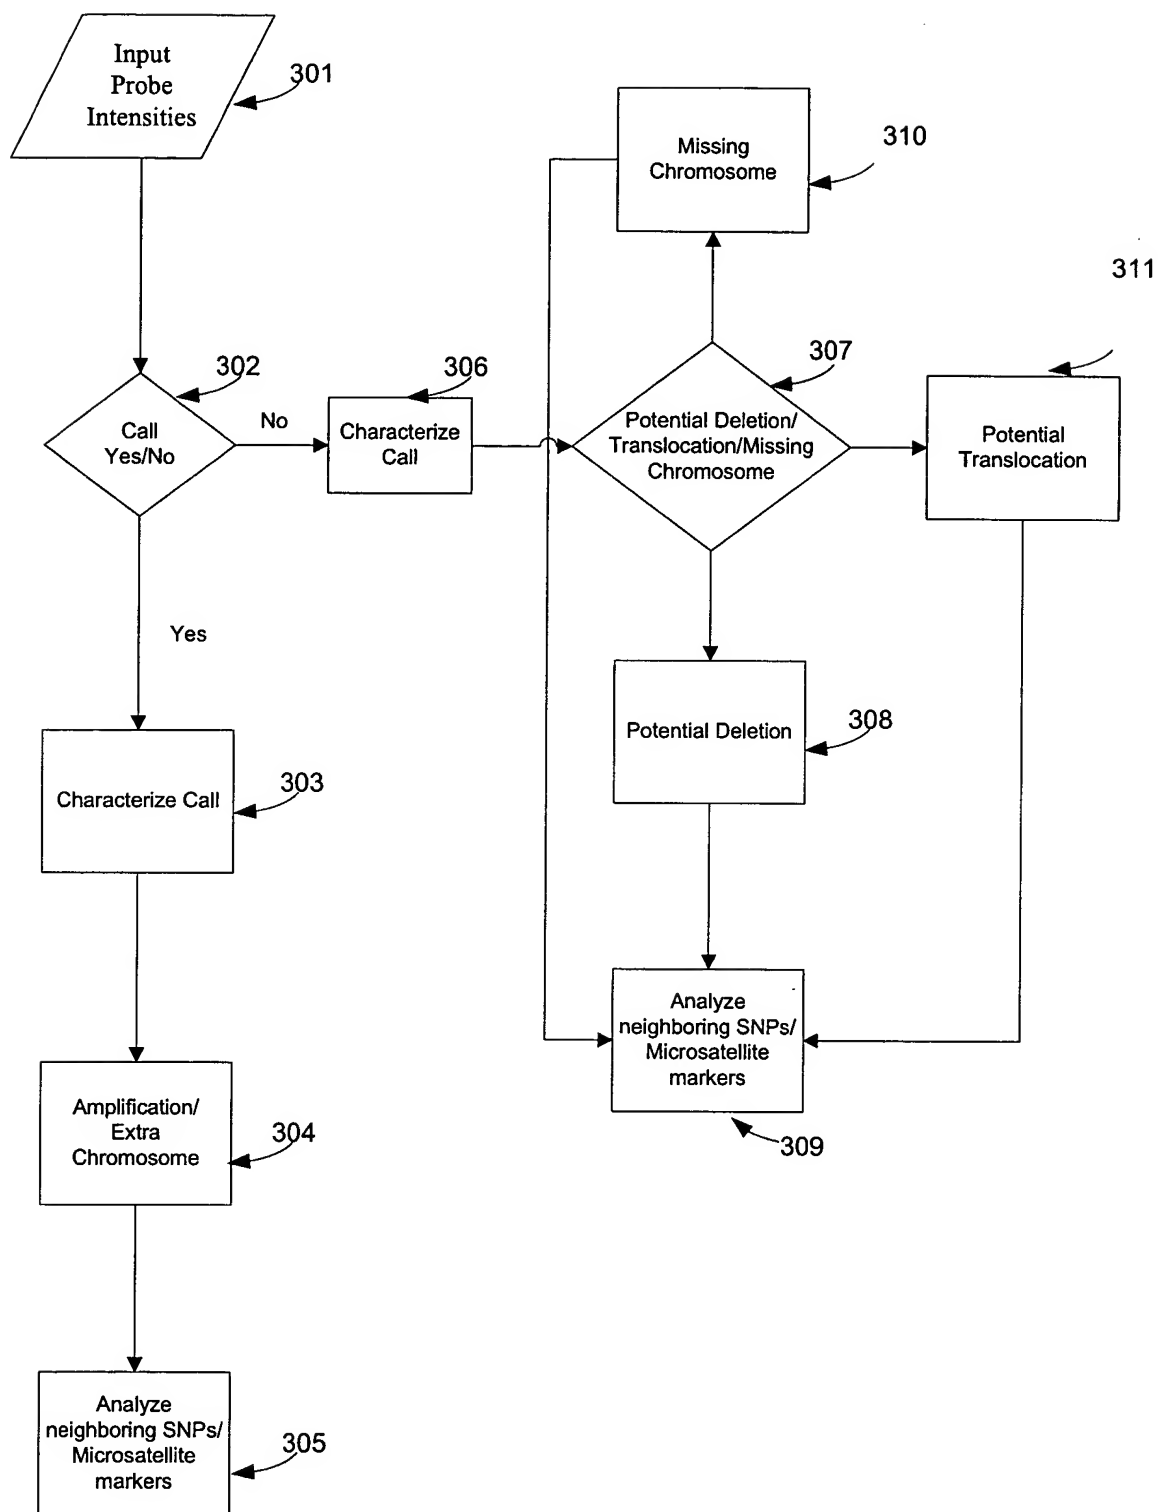 Input
Probe
Intensities
301
Missing
Chromosome
310
311
302
Call
Yes/No
No
306
Characterize
Call
307
Potential Deletion/
Translocation/Missing
Chromosome
Potential
Translocation
Yes
Potential Deletion
308
Characterize Call
303
Analyze
neighboring SNPs/
Microsatellite
markers
309
Amplification/
Extra
Chromosome
304
Analyze
neighboring SNPs/
Microsatellite
markers
305